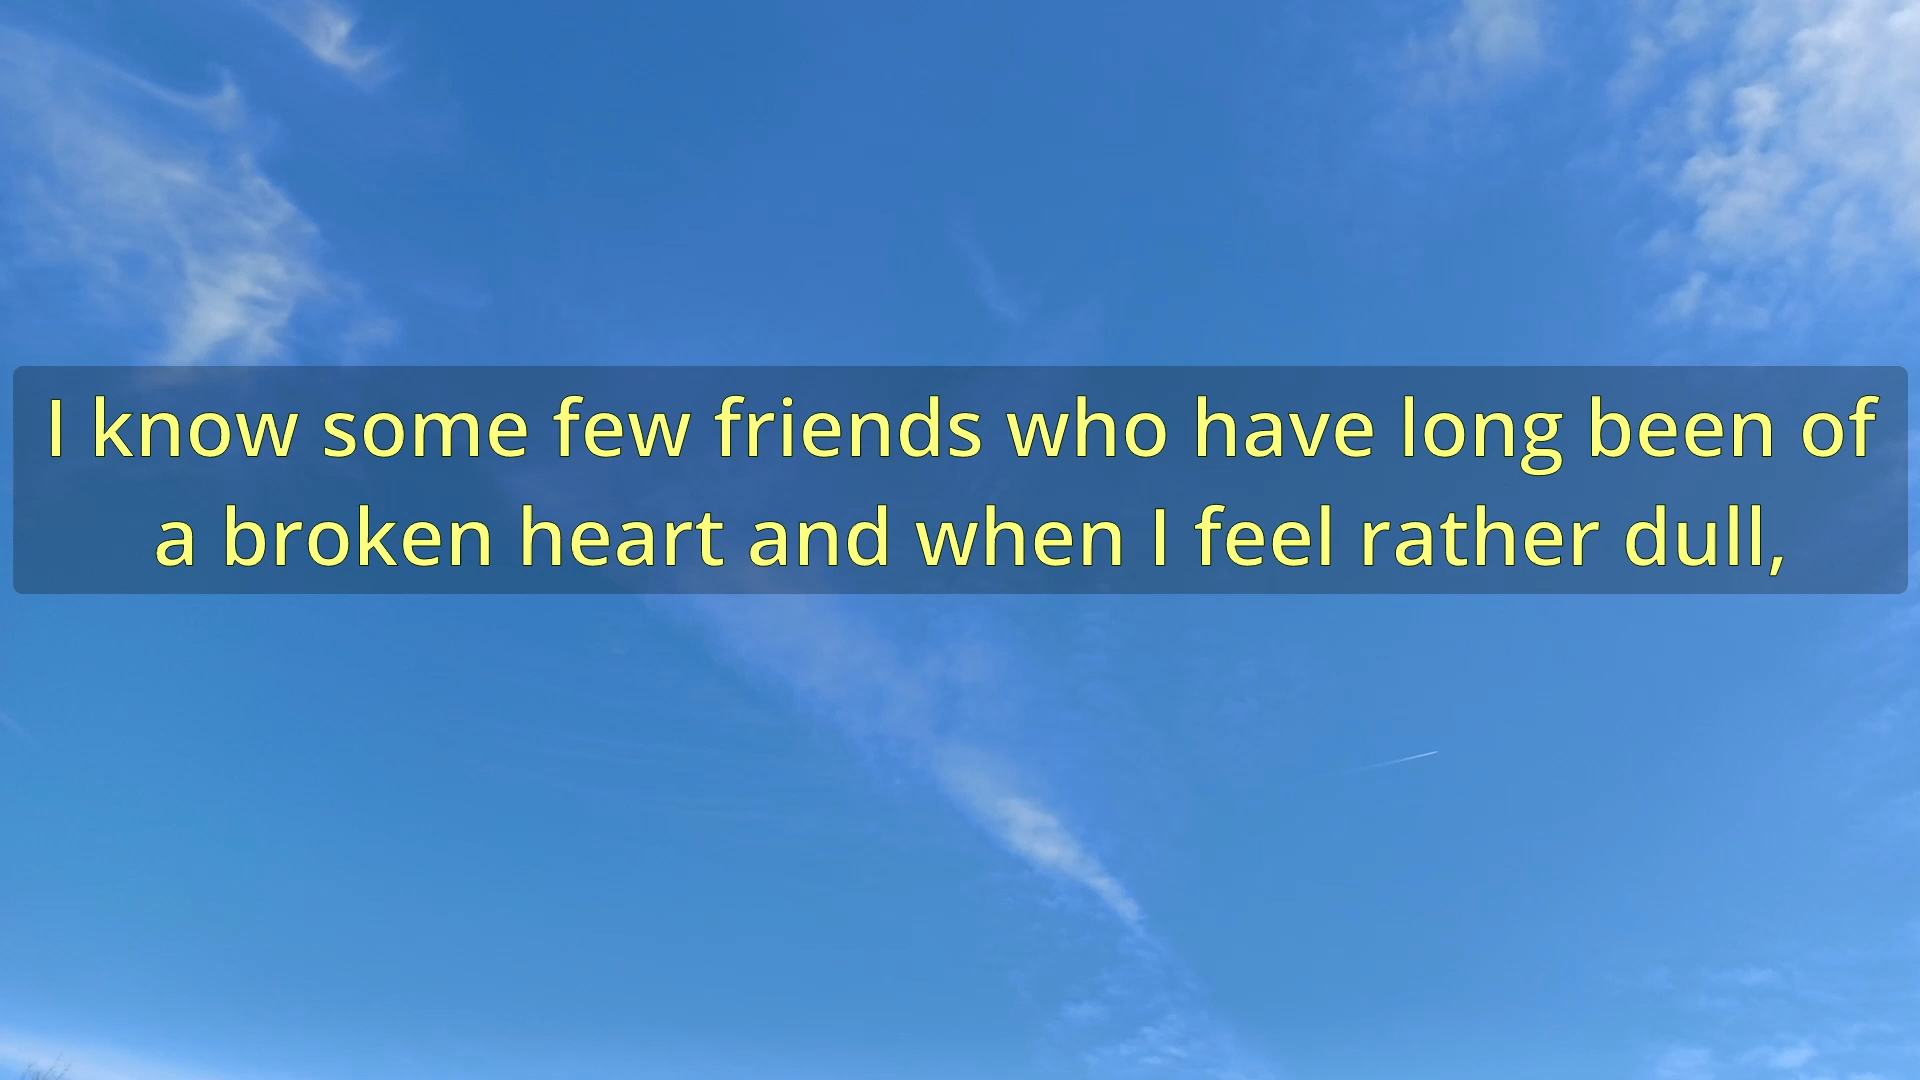 I know some few friends who have long been of
a broken heart and when I feel rather dull,